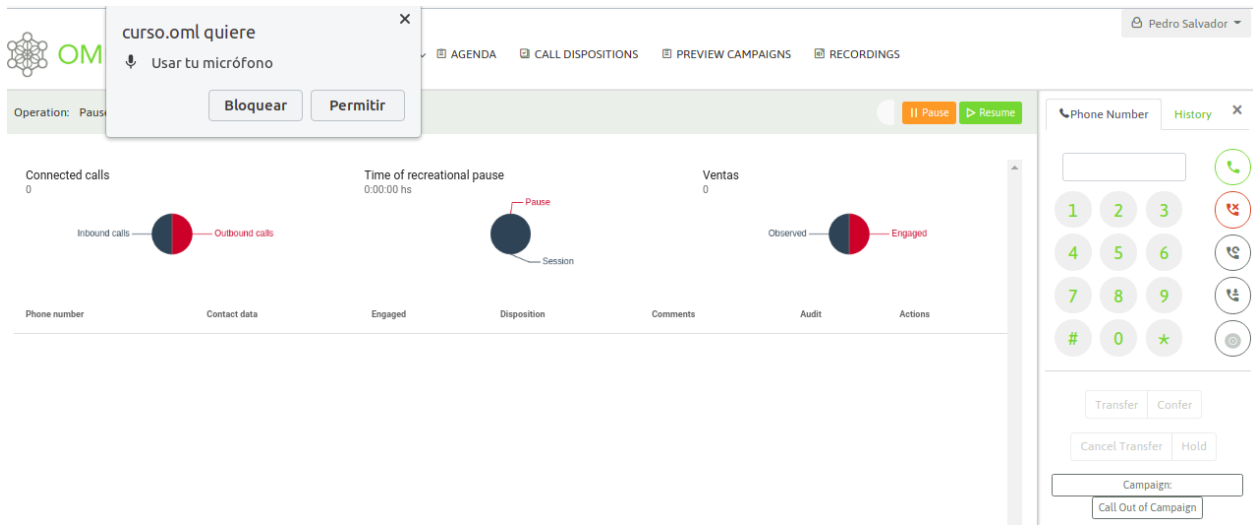 curso.oml quiere
Usar tu micrófono
Bloquear
Permitir
Pedro Salvador
OM
AGENDA
CALL DISPOSITIONS
PREVIEW CAMPAIGNS
RECORDINGS
Operation:
Pause
Resume
Phone Number
History
Connected calls
0
Inbound calls
Outbound calls
Time of recreational pause
0:00:00 hs
Pause
Session
Ventas
0
Observed
Engaged
Phone number
Contact data
Engaged
Disposition
Comments
Audit
Actions
1 2 3
4 5 6
7 8 9
# 0 *
Transfer
Confer
Cancel Transfer
Hold
Campaign:
Call Out of Campaign